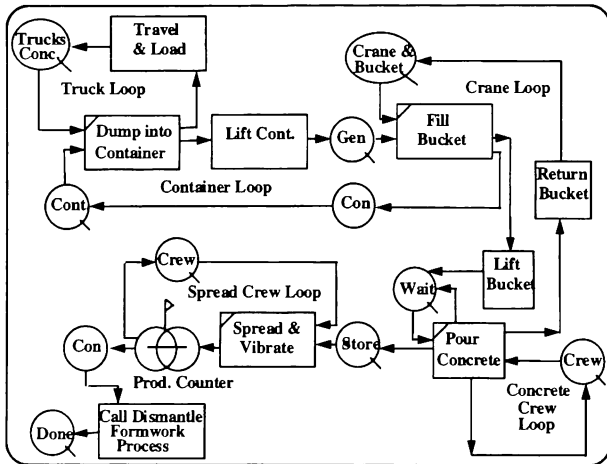 Trucks
Conc.
Travel
& Load
Truck Loop
Dump into
Container
Lift Cont.
Gen
Crane &
Bucket
Crane Loop
Fill
Bucket
Return
Bucket
Container Loop
Cont
Con
Lift
Bucket
Crew
Spread Crew Loop
Wait
Con
Prod. Counter
Spread &
Vibrate
Store
Pour
Concrete
Crew
Concrete
Crew
Loop
Done
Call Dismantle
Formwork
Process